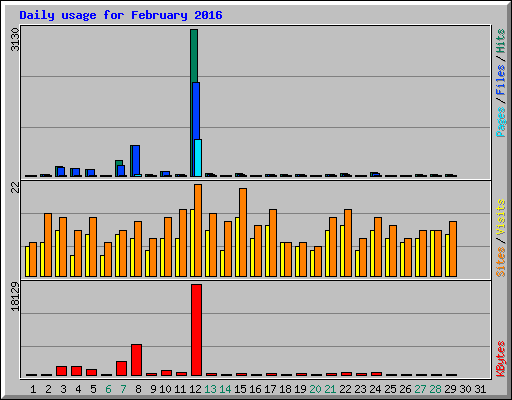 Daily usage for February 2016
3130
Pages / Files / Hits
22
Sites / Visits
18129
KBytes
1 2 3 4 5 6 7 8 9 10 11 12 13 14 15 16 17 18 19 20 21 22 23 24 25 26 27 28 29 30 31